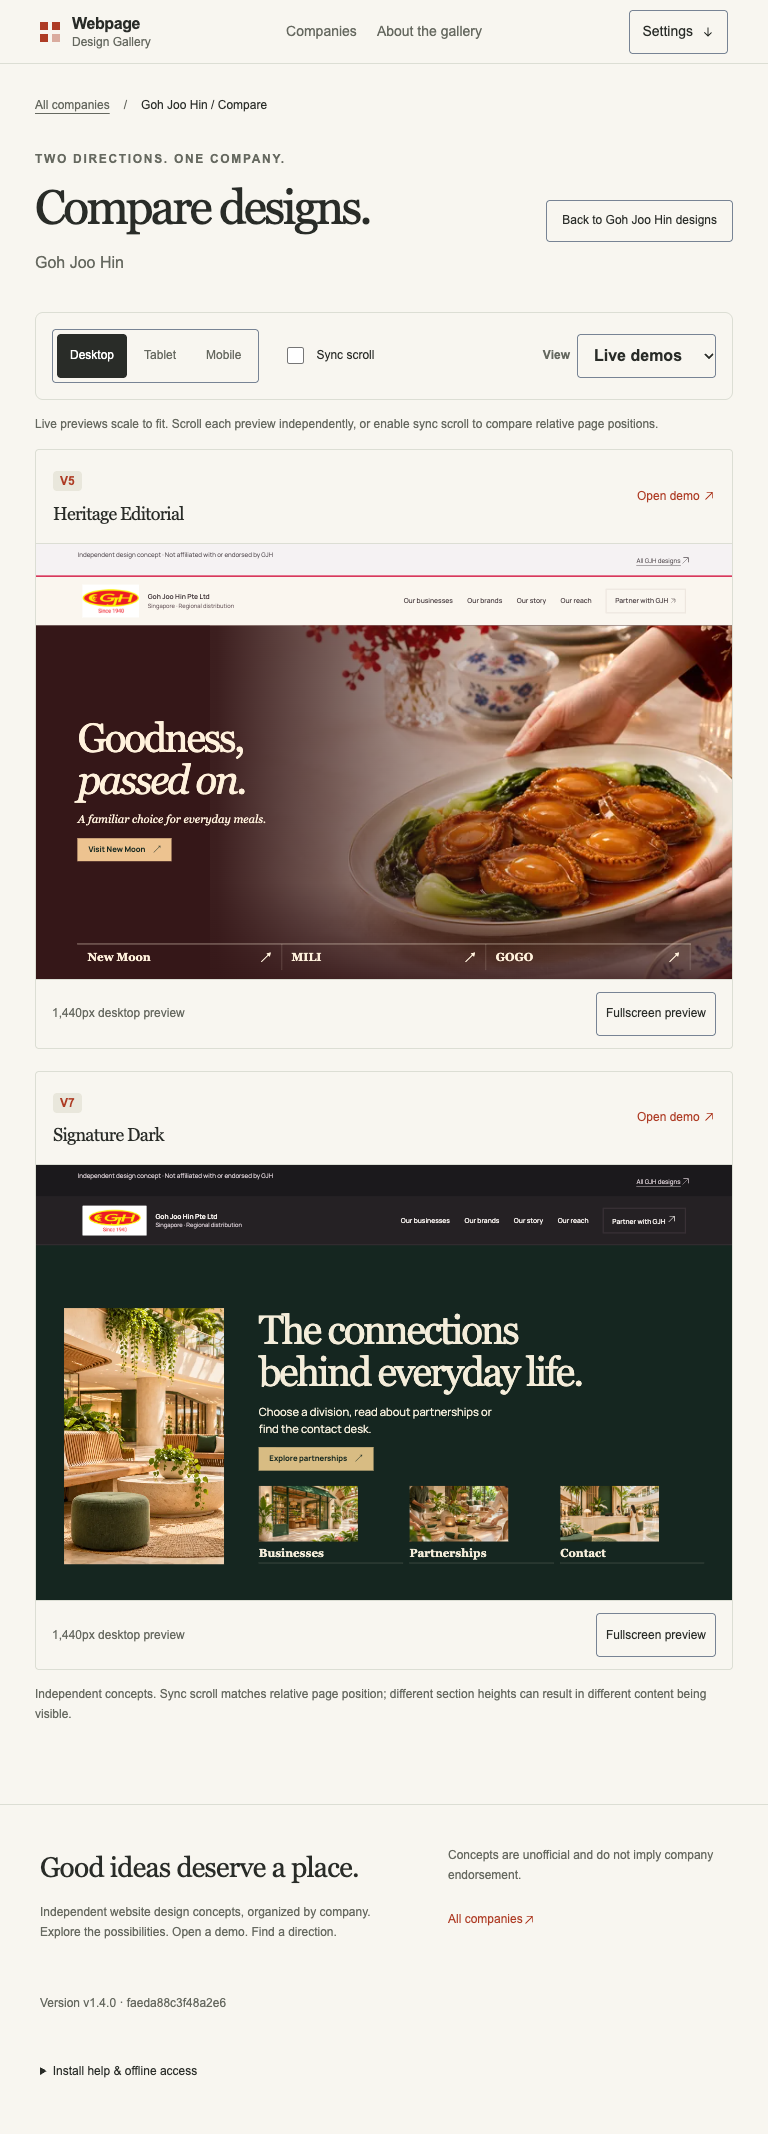 Webpage
Design Gallery
Companies
About the gallery
Settings ↓
All companies / Goh Joo Hin / Compare
TWO DIRECTIONS. ONE COMPANY.
Compare designs.
Back to Goh Joo Hin designs
Goh Joo Hin
Desktop
Tablet
Mobile
Sync scroll
View
Live demos
Live previews scale to fit. Scroll each preview independently, or enable sync scroll to compare relative page positions.
V5
Heritage Editorial
Open demo ↗
Independent design concept · Not affiliated with or endorsed by GJH
All GJH designs ↗
GJH
Since 1940
Goh Joo Hin Pte Ltd
Singapore · Regional distribution
Our businesses
Our brands
Our story
Our reach
Partner with GJH ↗
Goodness,
passed on.
A familiar choice for everyday meals.
Visit New Moon ↗
New Moon ↗
MILI ↗
GOGO ↗
1,440px desktop preview
Fullscreen preview
V7
Signature Dark
Open demo ↗
Independent design concept · Not affiliated with or endorsed by GJH
All GJH designs ↗
GJH
Since 1940
Goh Joo Hin Pte Ltd
Singapore · Regional distribution
Our businesses
Our brands
Our story
Our reach
Partner with GJH ↗
The connections
behind everyday life.
Choose a division, read about partnerships or
find the contact desk.
Explore partnerships ↗
Businesses
Partnerships
Contact
1,440px desktop preview
Fullscreen preview
Independent concepts. Sync scroll matches relative page position; different section heights can result in different content being
visible.
Good ideas deserve a place.
Independent website design concepts, organized by company.
Explore the possibilities. Open a demo. Find a direction.
Concepts are unofficial and do not imply company
endorsement.
All companies ↗
Version v1.4.0 · faeda88c3f48a2e6
▶ Install help & offline access